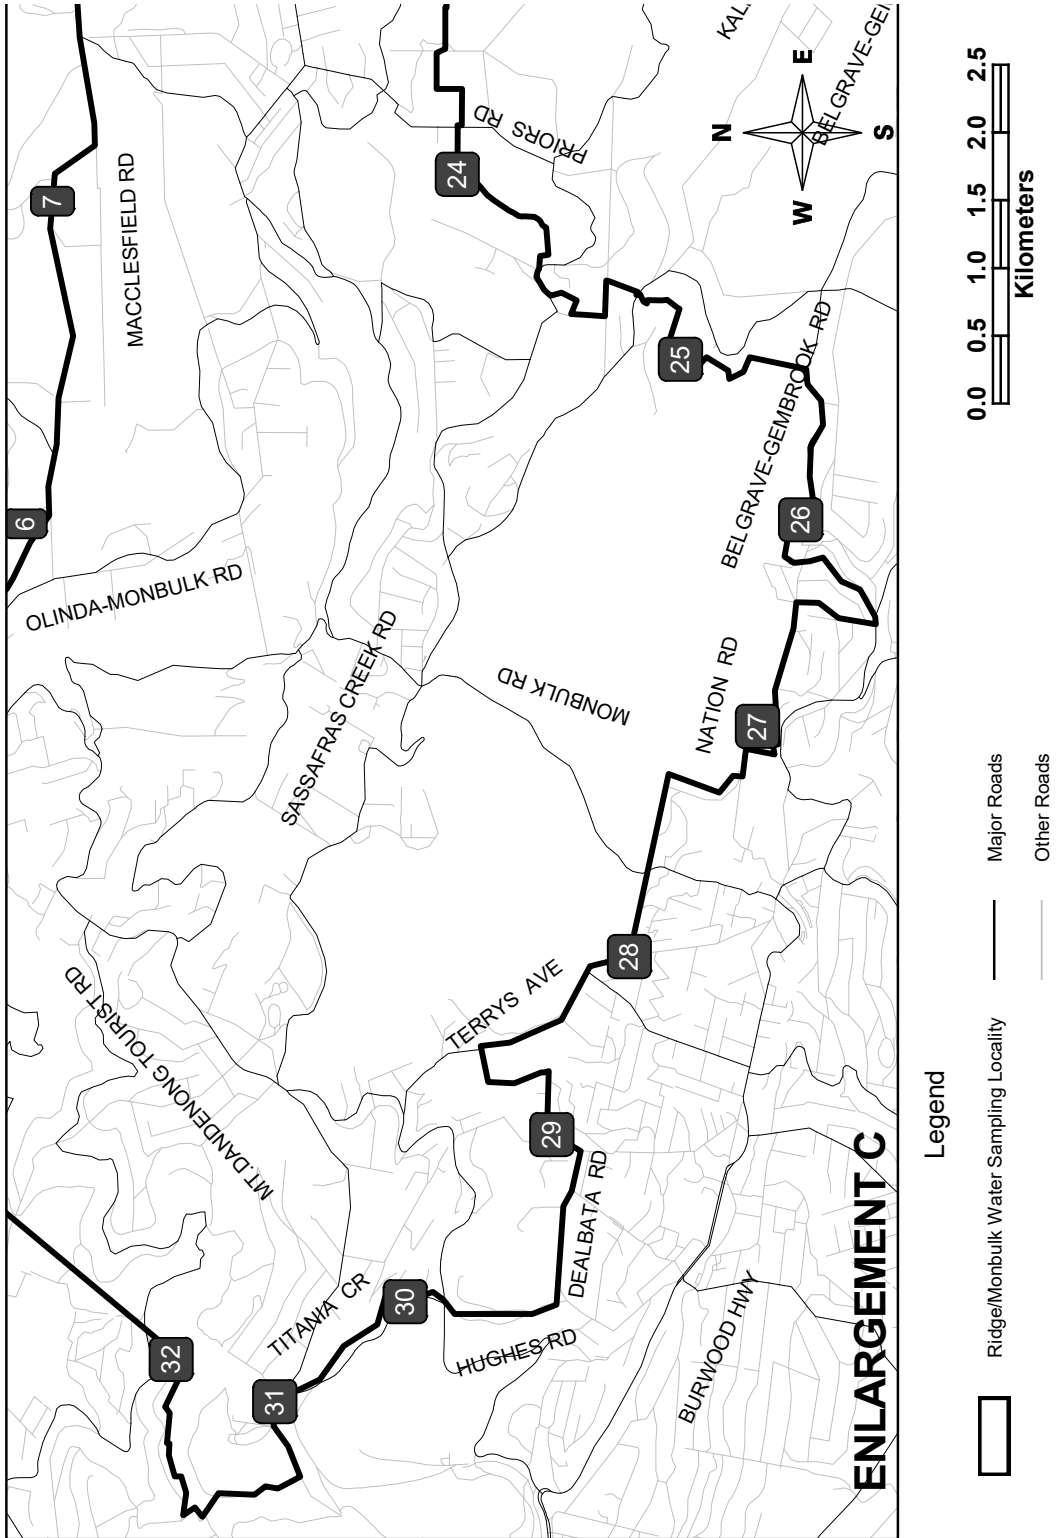 6
7
MACCLESFIELD RD
OLINDA-MONBULK RD
SASSAFRAS CREEK RD
MT.DANDENONG TOURIST RD
PRIORS RD
24
25
MONBULK RD
NATION RD
BELGRAVE-GEMBROOK RD
26
27
28
TERRYS AVE
29
DEALBATA RD
30
TITANIA CR
31
32
HUGHES RD
BURWOOD HWY
KAL
BELGRAVE-GEM
N
E
S
W
ENLARGEMENT C
0.0 0.5 1.0 1.5 2.0 2.5
Kilometers
Legend
Ridge/Monbulk Water Sampling Locality
Major Roads
Other Roads